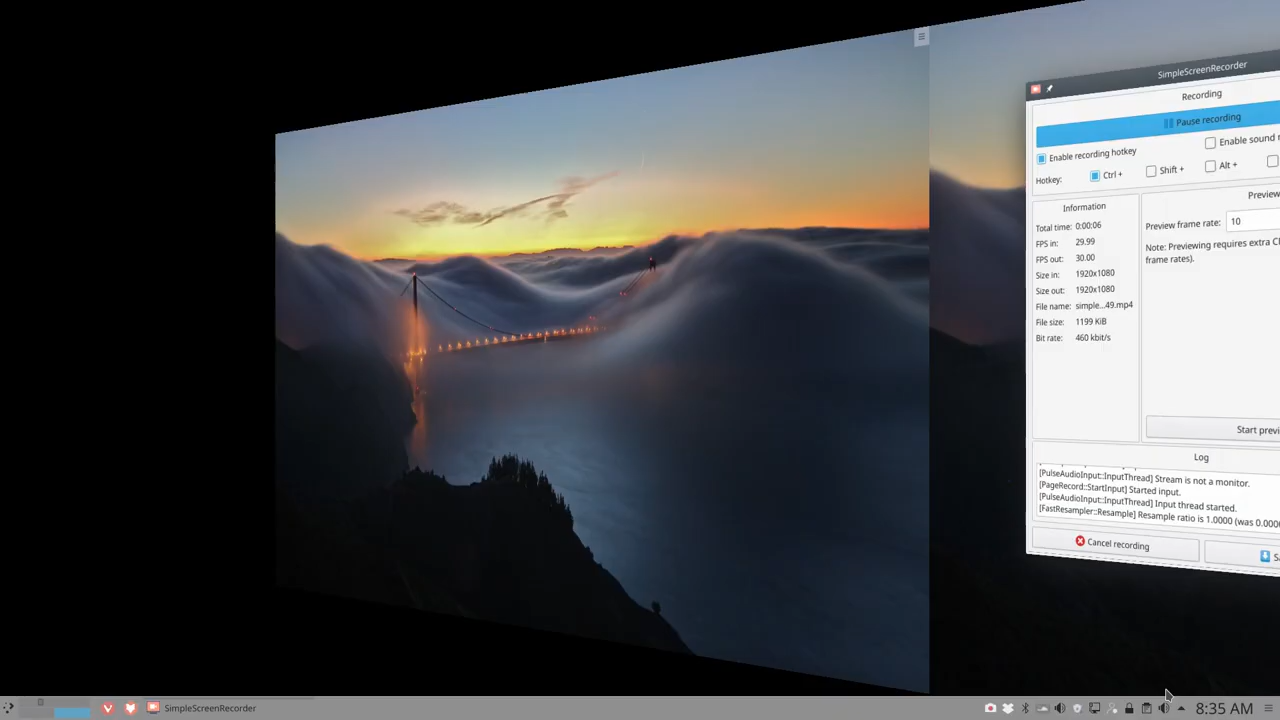 SimpleScreenRecorder
Recording
Pause recording
Enable recording hotkey
Enable sound
Hotkey: Ctrl + Shift + Alt +
Information
Total time: 0:00:06
FPS in: 29.99
FPS out: 30.00
Size in: 1920x1080
Size out: 1920x1080
File name: simple...49.mp4
File size: 1199 KiB
Bit rate: 460 kbit/s
Preview
Preview frame rate: 10
Note: Previewing requires extra
frame rates).
Start
Log
[PulseAudioInput::InputThread] Stream is not a monitor.
[PageRecord::StartInput] Started input.
[PulseAudioInput::InputThread] Input thread started.
[FastResampler::Resample] Resample ratio is 1.0000 (was 0.000
Cancel recording
SimpleScreenRecorder
8:35 AM